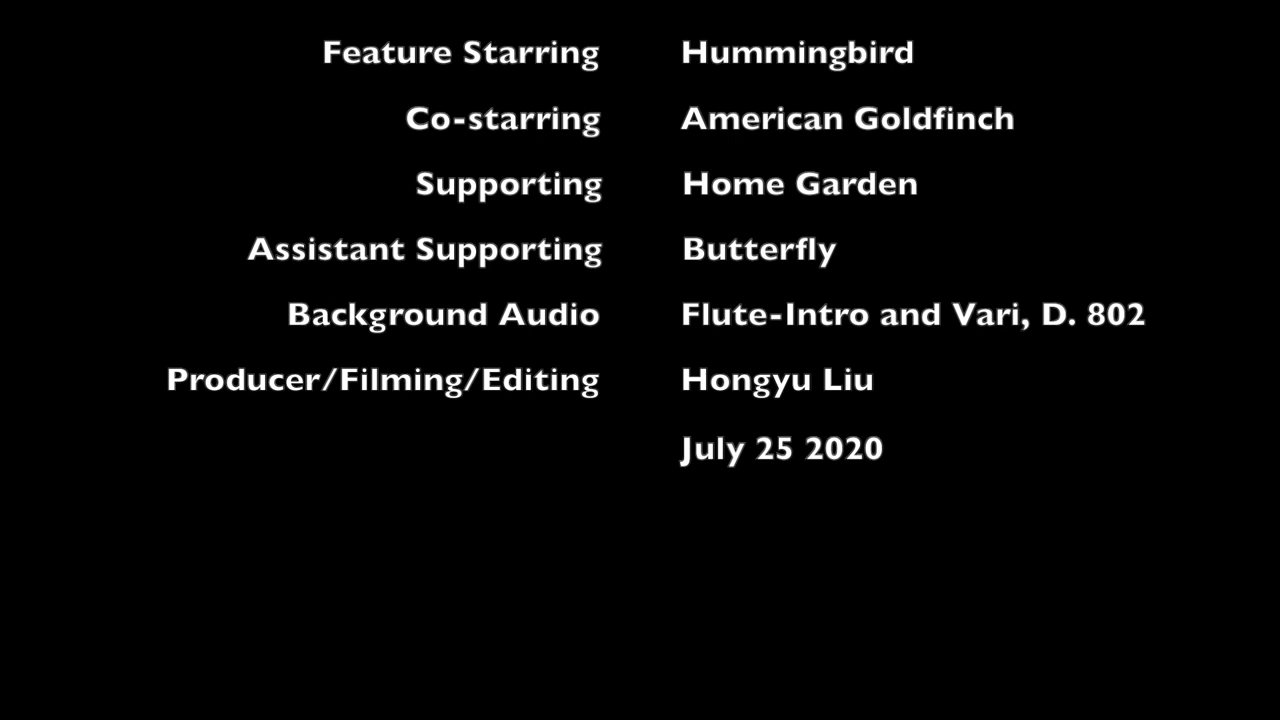 Feature Starring Hummingbird
Co-starring American Goldfinch
Supporting Home Garden
Assistant Supporting Butterfly
Background Audio Flute-Intro and Vari, D. 802
Producer/Filming/Editing Hongyu Liu
July 25 2020